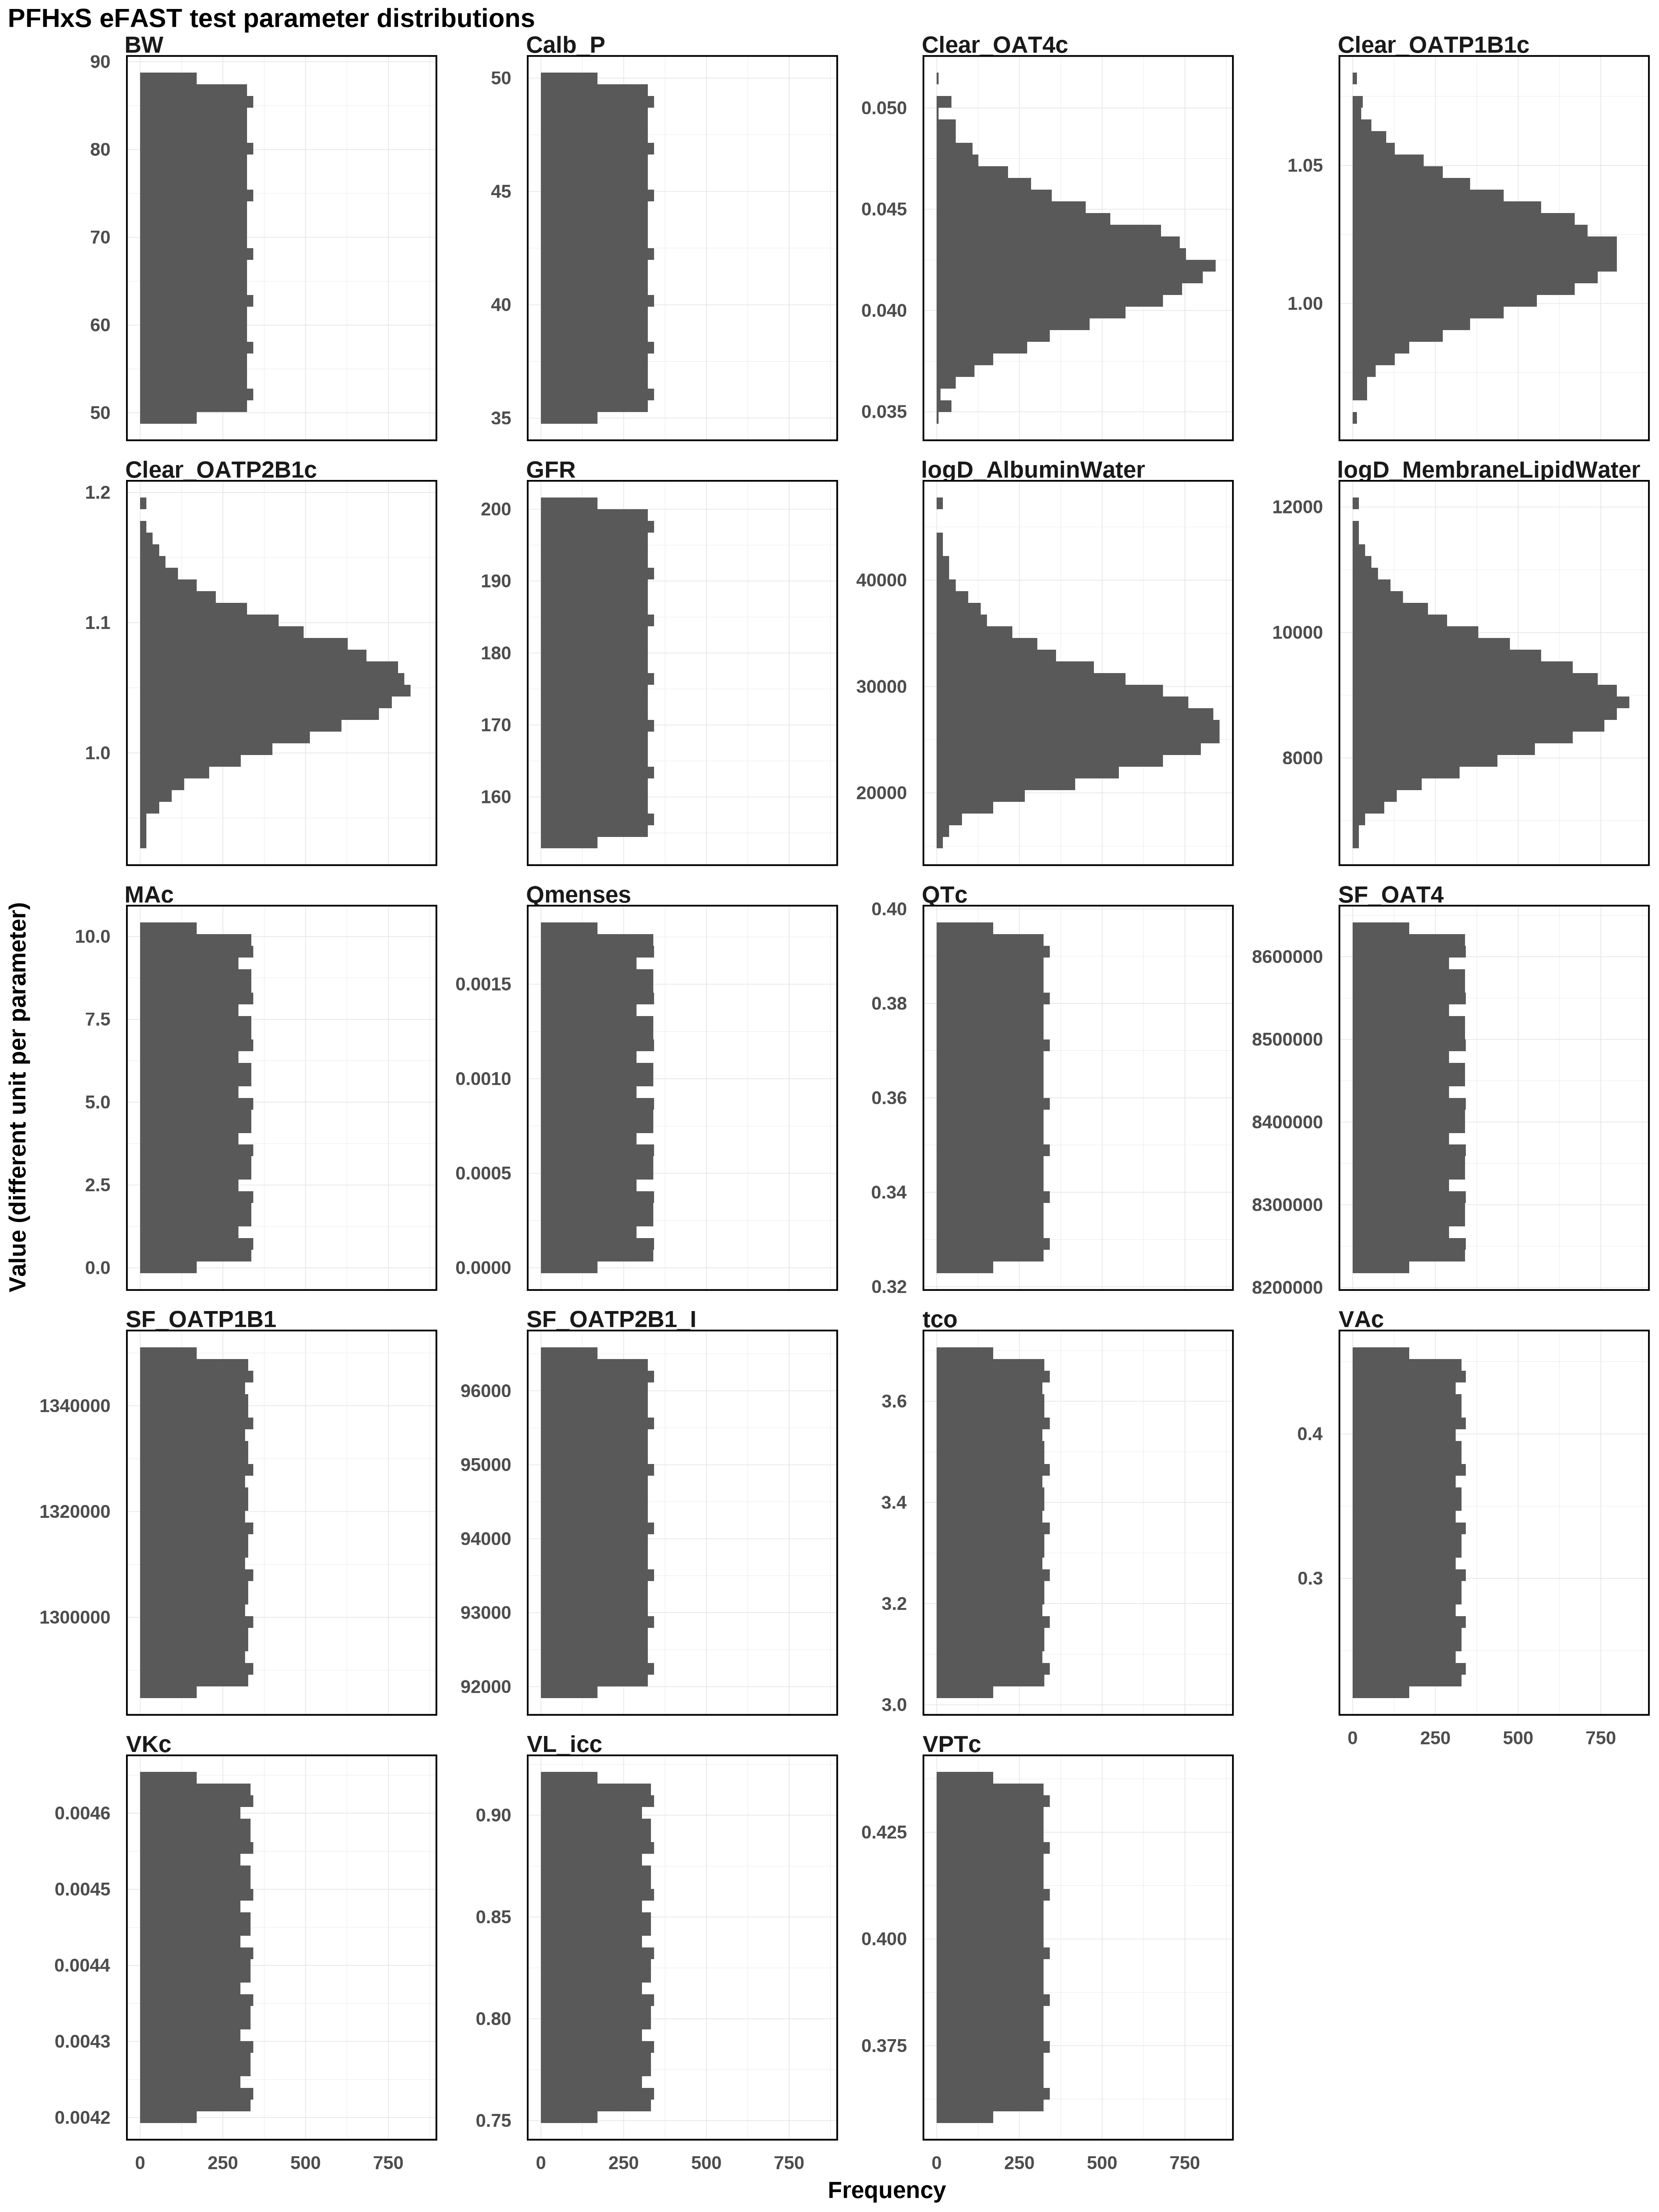 PFHxS eFAST test parameter distributions
BW
Calb_P
Clear_OAT4c
Clear_OATP1B1c
90
80
70
60
50
50
45
40
35
0.050
0.045
0.040
0.035
1.05
1.00
Clear_OATP2B1c
GFR
logD_AlbuminWater
logD_MembraneLipidWater
1.2
1.1
1.0
200
190
180
170
160
40000
30000
20000
12000
10000
8000
MAc
Qmenses
QTc
SF_OAT4
10.0
7.5
5.0
2.5
0.0
0.0015
0.0010
0.0005
0.0000
0.40
0.38
0.36
0.34
0.32
8600000
8500000
8400000
8300000
8200000
Value (different unit per parameter)
SF_OATP1B1
SF_OATP2B1_I
tco
VAc
1340000
1320000
1300000
96000
95000
94000
93000
92000
3.6
3.4
3.2
3.0
0.4
0.3
0 250 500 750
VKc
VL_icc
VPTc
0.0046
0.0045
0.0044
0.0043
0.0042
0.90
0.85
0.80
0.75
0.425
0.400
0.375
0 250 500 750
0 250 500 750
0 250 500 750
Frequency